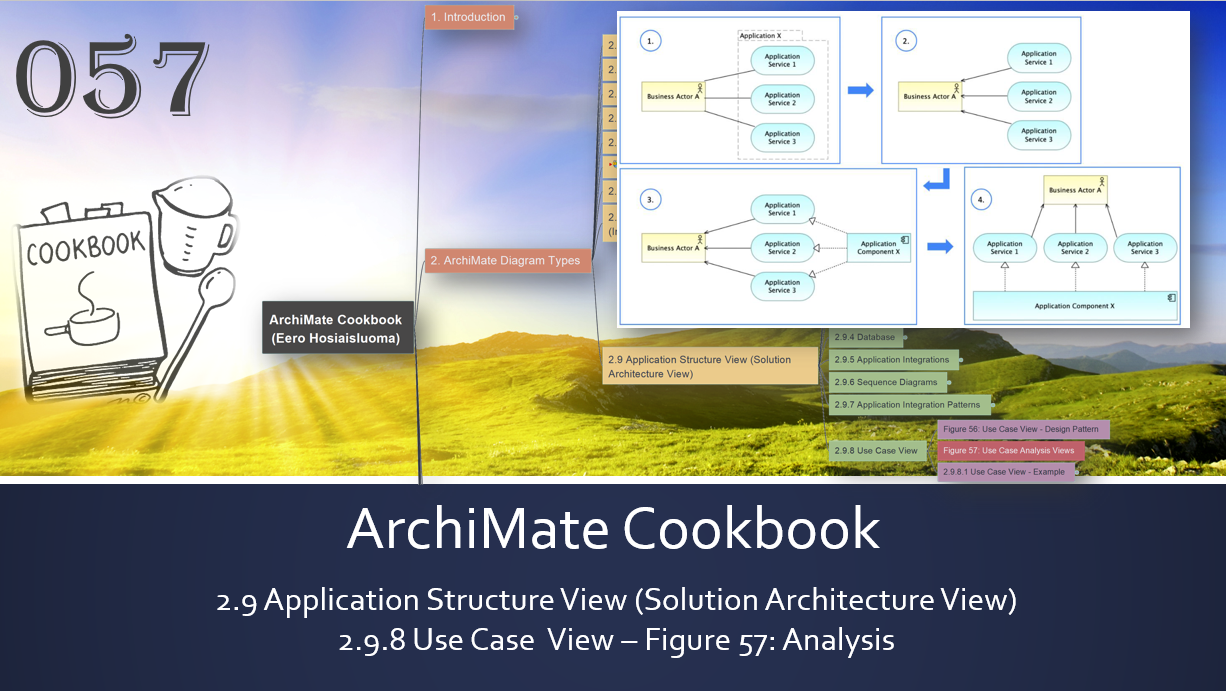 057
COOKBOOK
ArchiMate Cookbook
(Eero Hosiaisluoma)
1. Introduction
2. ArchiMate Diagram Types
2.
2.
2.
2.
2.
2.
2.
(Ir
2.9 Application Structure View (Solution
Architecture View)
2.9.4 Database
2.9.5 Application Integrations
2.9.6 Sequence Diagrams
2.9.7 Application Integration Patterns
2.9.8 Use Case View
Figure 56: Use Case View - Design Pattern
Figure 57: Use Case Analysis Views
2.9.8.1 Use Case View - Example
1.
Application X
Business Actor A
Application
Service 1
Application
Service 2
Application
Service 3
2.
Business Actor A
Application
Service 1
Application
Service 2
Application
Service 3
3.
Business Actor A
Application
Service 1
Application
Service 2
Application
Service 3
Application
Component X
4.
Business Actor A
Application
Service 1
Application
Service 2
Application
Service 3
Application Component X
ArchiMate Cookbook
2.9 Application Structure View (Solution Architecture View)
2.9.8 Use Case View – Figure 57: Analysis